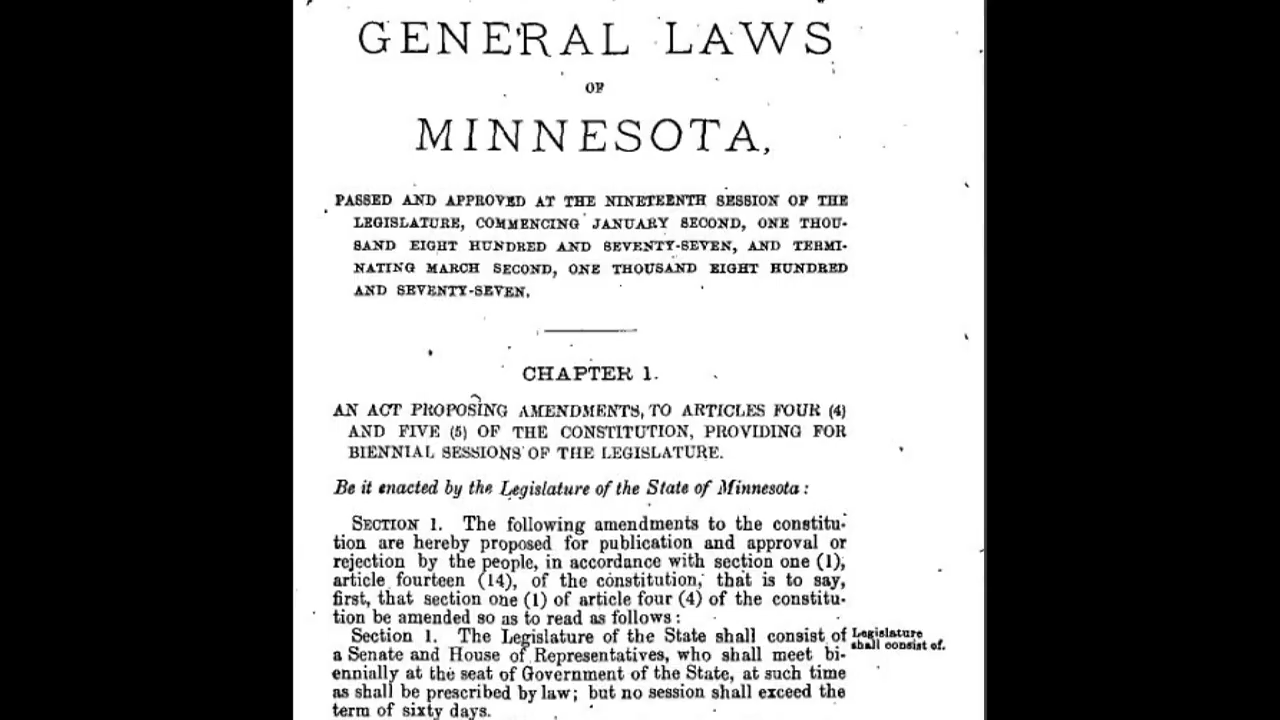 GENERAL LAWS
OF
MINNESOTA,
PASSED AND APPROVED AT THE NINETEENTH SESSION OF THE
LEGISLATURE, COMMENCING JANUARY SECOND, ONE THOU-
SAND EIGHT HUNDRED AND SEVENTY-SEVEN, AND TERMI-
NATING MARCH SECOND, ONE THOUSAND EIGHT HUNDRED
AND SEVENTY-SEVEN.
CHAPTER 1.
AN ACT PROPOSING AMENDMENTS, TO ARTICLES FOUR (4)
AND FIVE (5) OF THE CONSTITUTION, PROVIDING FOR
BIENNIAL SESSIONS OF THE LEGISLATURE.
Be it enacted by the Legislature of the State of Minnesota:
SECTION 1. The following amendments to the constitu-
tion are hereby proposed for publication and approval or
rejection by the people, in accordance with section one (1),
article fourteen (14), of the constitution, that is to say,
first, that section one (1) of article four (4) of the constitu-
tion be amended so as to read as follows:
Section 1. The Legislature of the State shall consist of
a Senate and House of Representatives, who shall meet bi-
ennially at the seat of Government of the State, at such time
as shall be prescribed by law; but no session shall exceed the
term of sixty days.
Legislature
shall consist of.